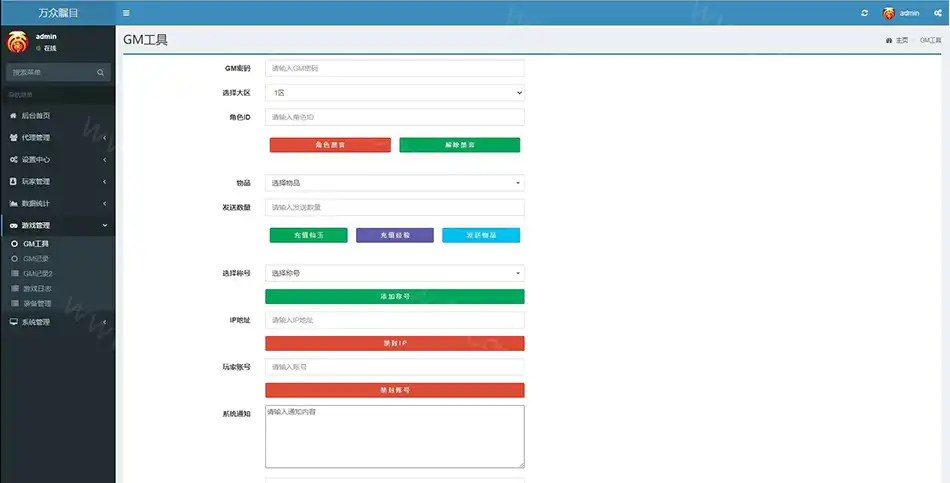 万众瞩目
admin
admin
在线
GM工具
主页
GM工具
搜索菜单
后台首页
代理管理
设置中心
玩家管理
数据统计
游戏管理
GM工具
GM记录
GM记录2
游戏日志
装备管理
系统管理
GM密码
请输入GM密码
选择大区
1区
角色ID
请输入角色ID
角色禁言
解除禁言
物品
选择物品
发送数量
请输入发送数量
充值仙玉
充值经验
发送物品
选择称号
选择称号
添加称号
IP地址
请输入IP地址
禁封IP
玩家账号
请输入账号
禁封账号
系统通知
请输入通知内容